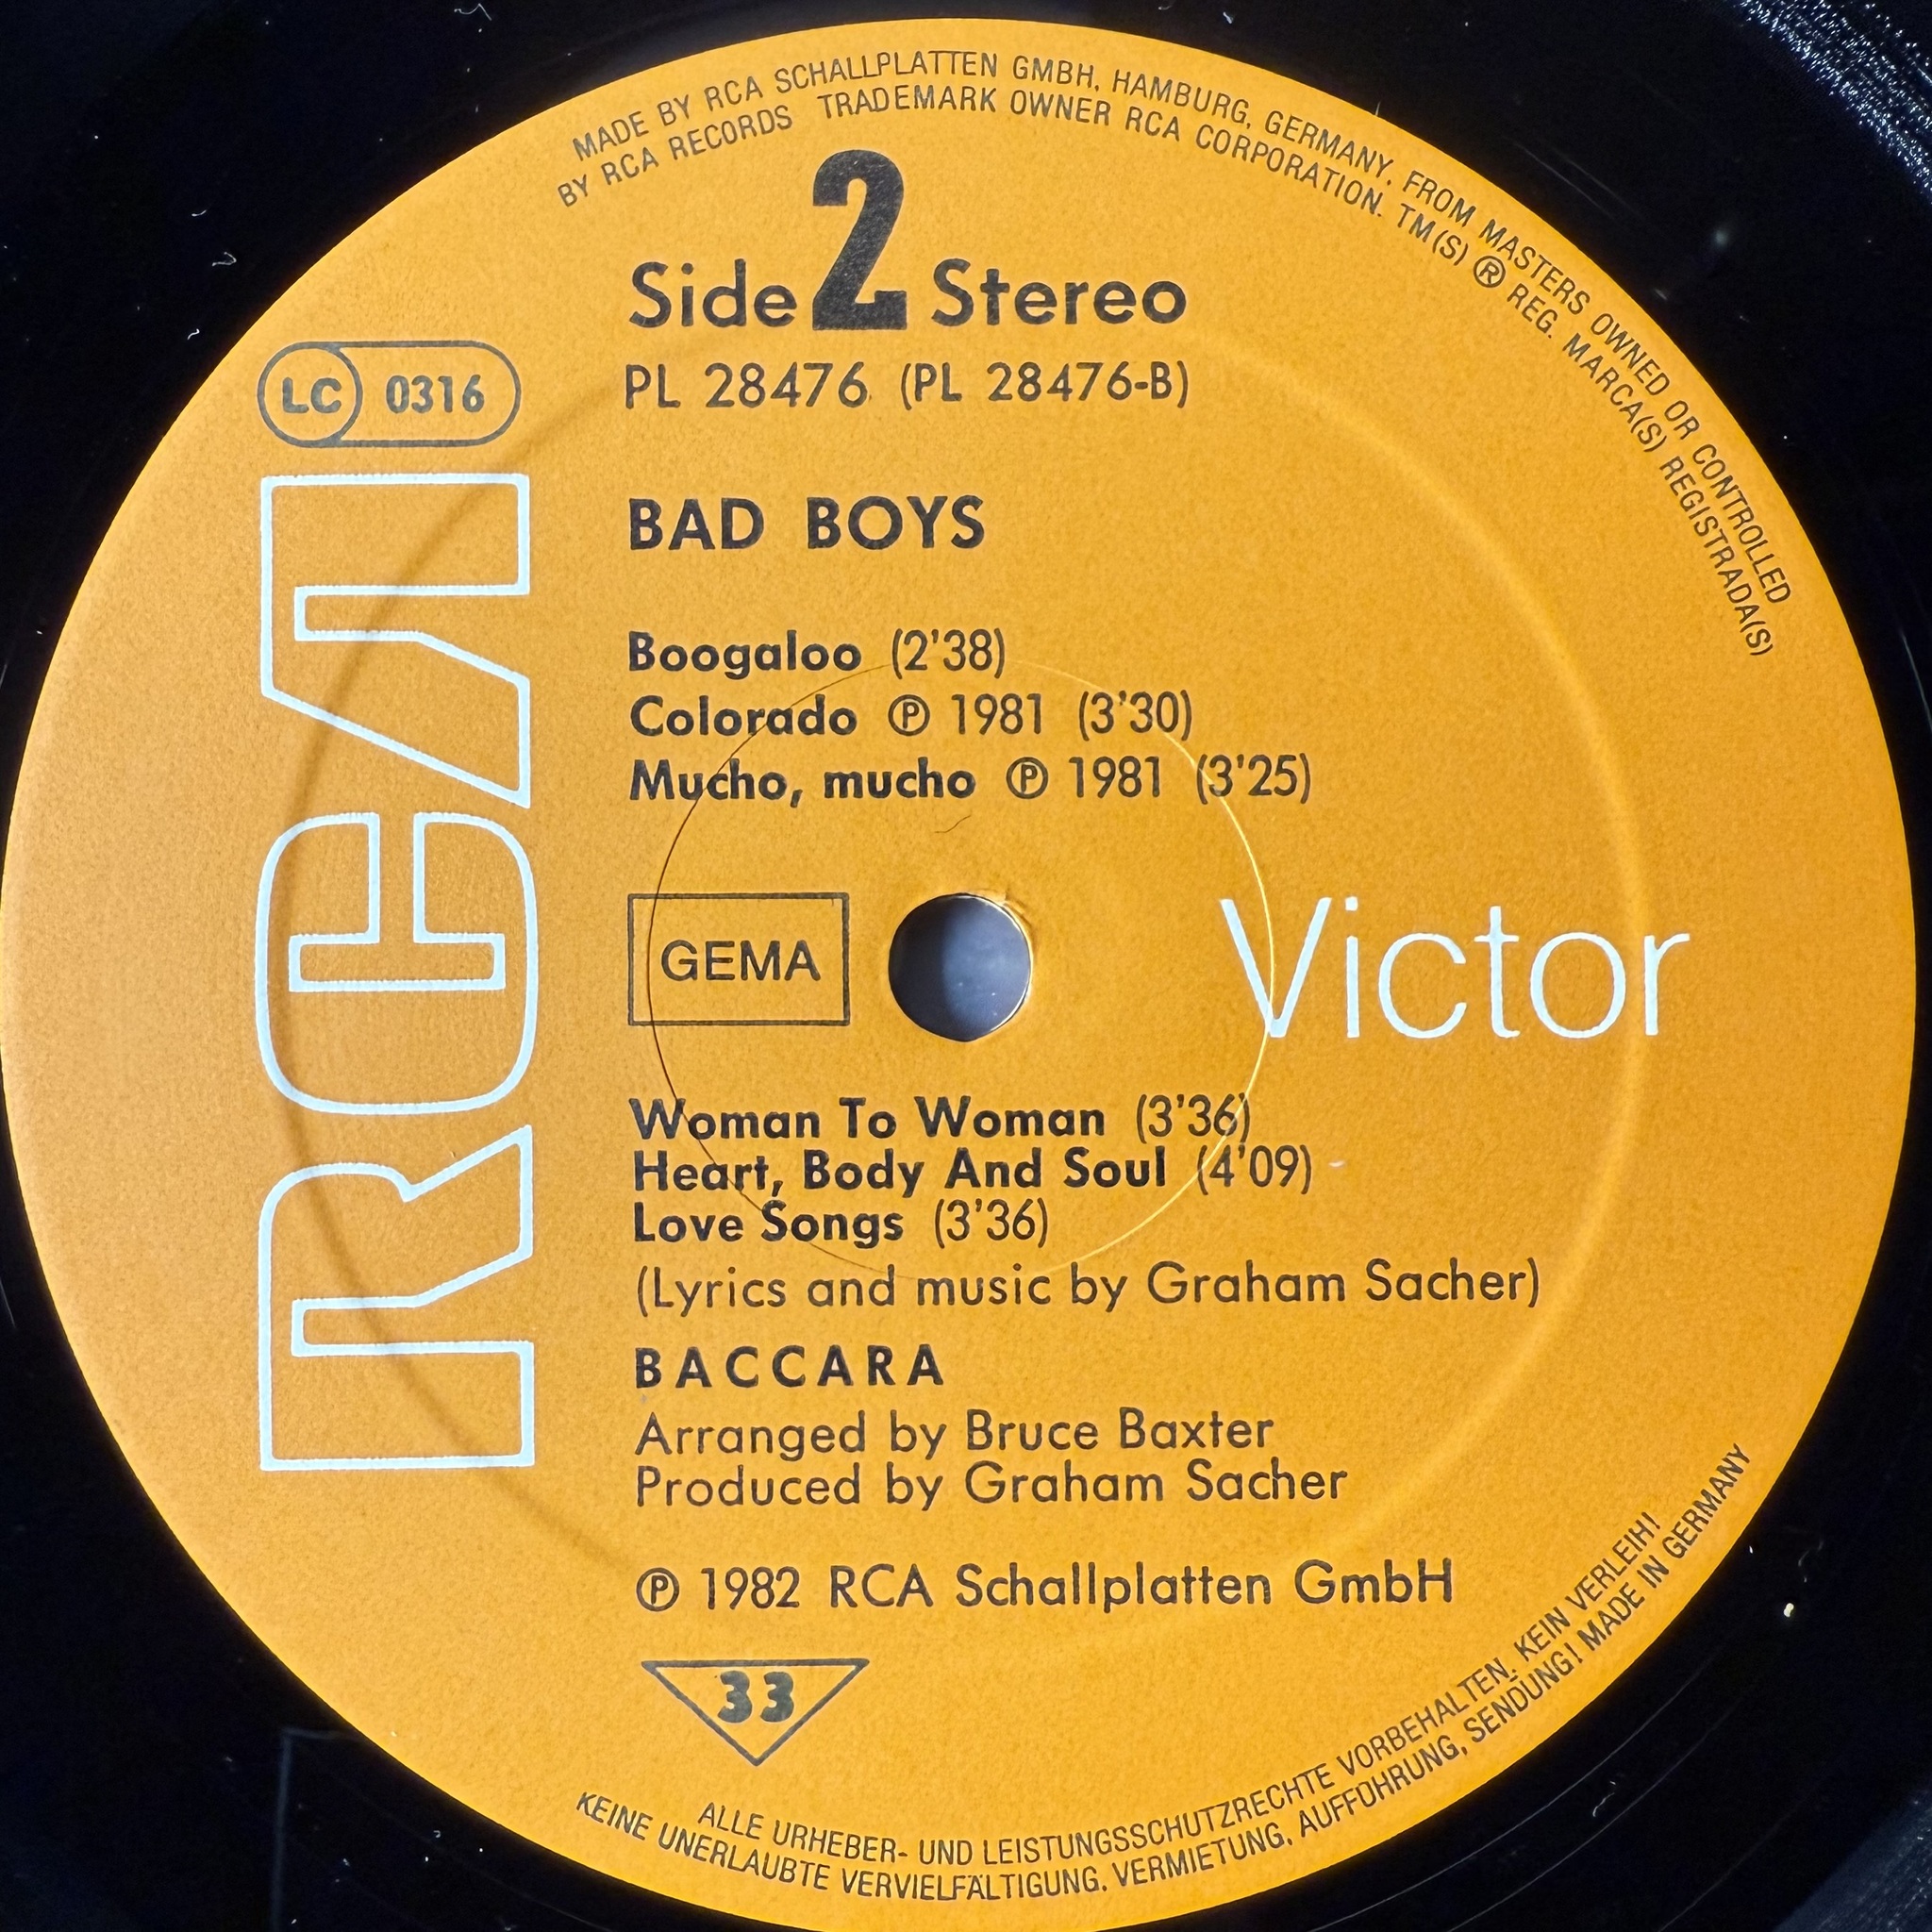 MADE BY RCA SCHALLPLATTEN GMBH, HAMBURG, GERMANY, FROM MASTERS OWNED OR CONTROLLED
BY RCA RECORDS TRADEMARK OWNER RCA CORPORATION. TM(S) ® REG. MARCA(S) REGISTRADA(S)
Side 2 Stereo
LC 0316
PL 28476 (PL 28476-B)
RCA
BAD BOYS
Boogaloo (2'38)
Colorado ℗ 1981 (3'30)
Mucho, mucho ℗ 1981 (3'25)
GEMA
Victor
Woman To Woman (3'36)
Heart, Body And Soul (4'09)
Love Songs (3'36)
(Lyrics and music by Graham Sacher)
BACCARA
Arranged by Bruce Baxter
Produced by Graham Sacher
℗ 1982 RCA Schallplatten GmbH
33
ALLE URHEBER- UND LEISTUNGSSCHUTZRECHTE VORBEHALTEN. KEIN VERLEIH!
KEINE UNERLAUBTE VERVIELFÄLTIGUNG, VERMIETUNG, AUFFÜHRUNG, SENDUNG! MADE IN GERMANY